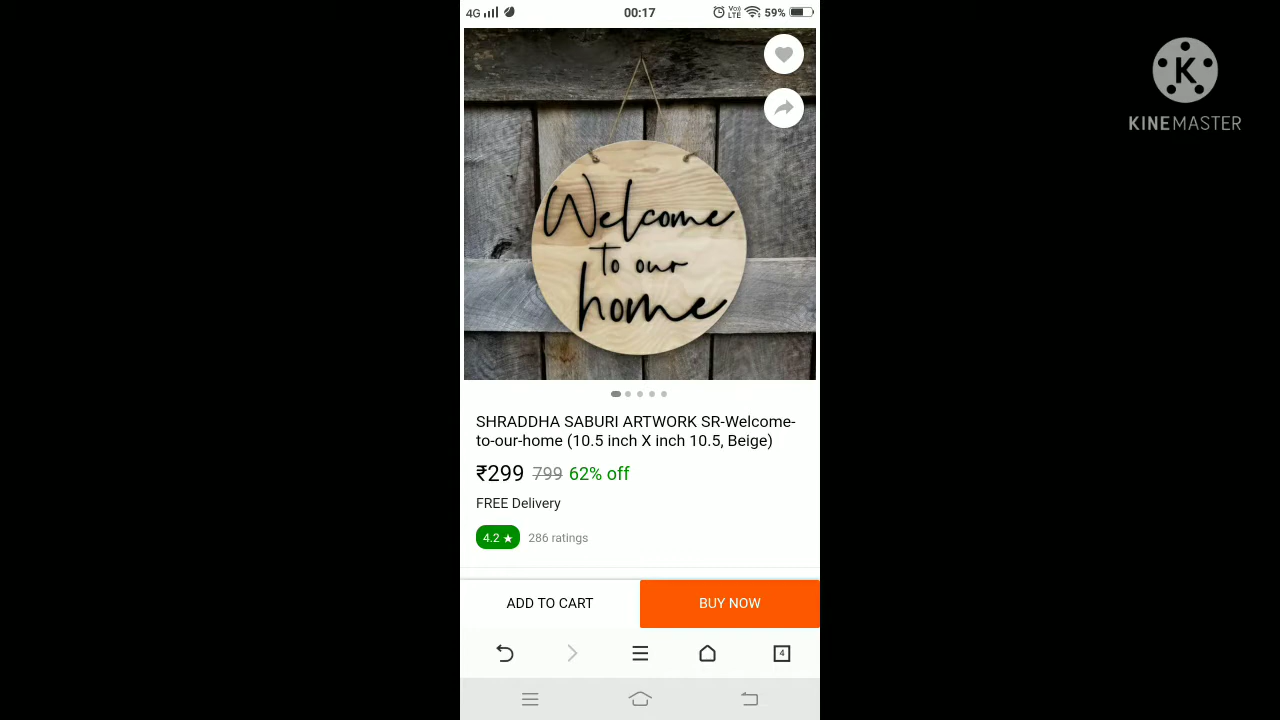 4G
00:17
Vo)
LTE
59%
KINEMASTER
K
Welcome
to our
home
SHRADDHA SABURI ARTWORK SR-Welcome-
to-our-home (10.5 inch X inch 10.5, Beige)
₹299 799 62% off
FREE Delivery
4.2 ★ 286 ratings
ADD TO CART
BUY NOW
4